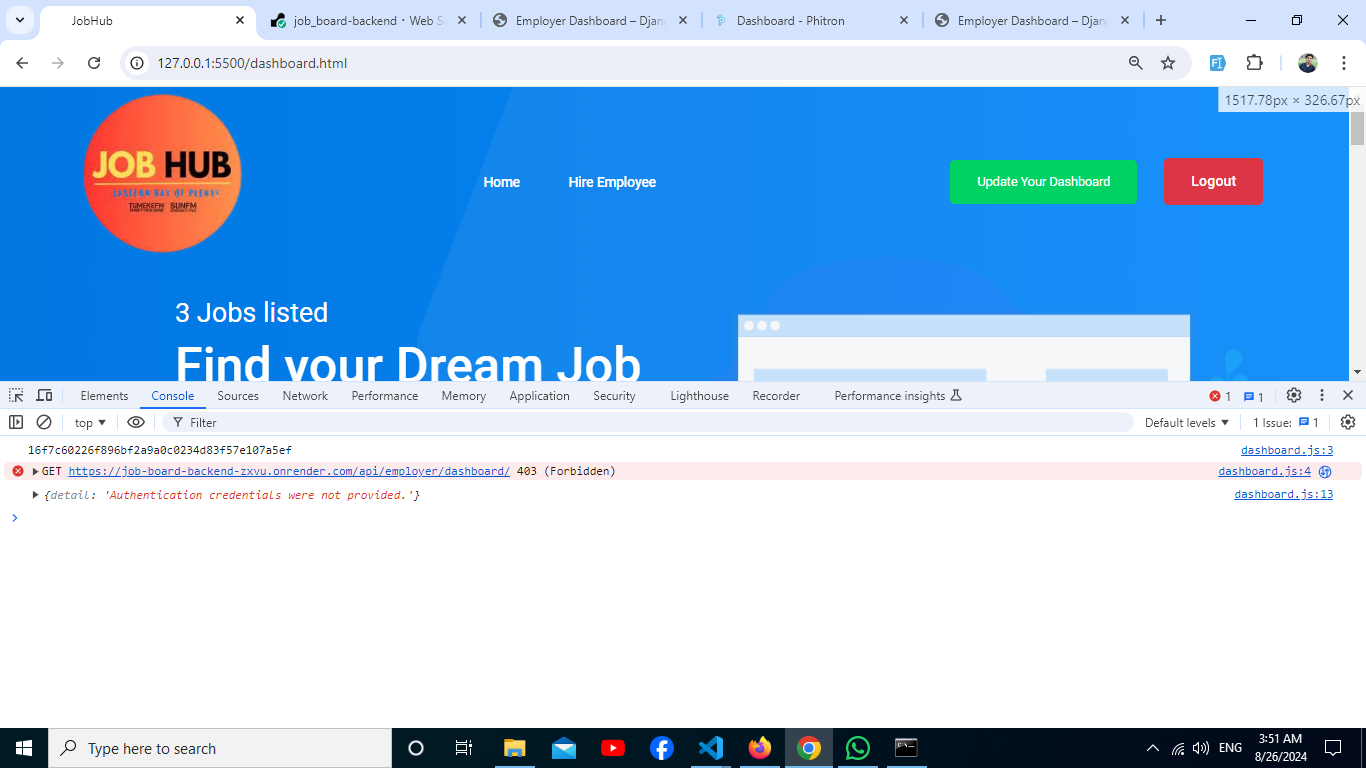 JobHub
job_board-backend · Web S
Employer Dashboard – Djan
Dashboard - Phitron
Employer Dashboard – Djan
127.0.0.1:5500/dashboard.html
1517.78px × 326.67px
JOB HUB
EASTERN BAY OF PLENTY
TUMEKEFM
SUNFM
Home
Hire Employee
Update Your Dashboard
Logout
3 Jobs listed
Find your Dream Job
Elements
Console
Sources
Network
Performance
Memory
Application
Security
Lighthouse
Recorder
Performance insights
1
1
top
Filter
Default levels
1 Issue:
1
16f7c60226f896bf2a9a0c0234d83f57e107a5ef
dashboard.js:3
GET https://job-board-backend-zxvu.onrender.com/api/employer/dashboard/ 403 (Forbidden)
dashboard.js:4
{detail: 'Authentication credentials were not provided.'}
dashboard.js:13
Type here to search
ENG
3:51 AM
8/26/2024